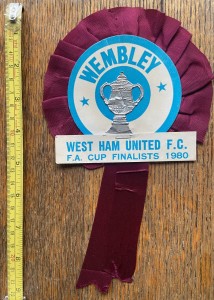 WEMBLEY
WEST HAM UNITED F.C.
F.A. CUP FINALISTS 1980